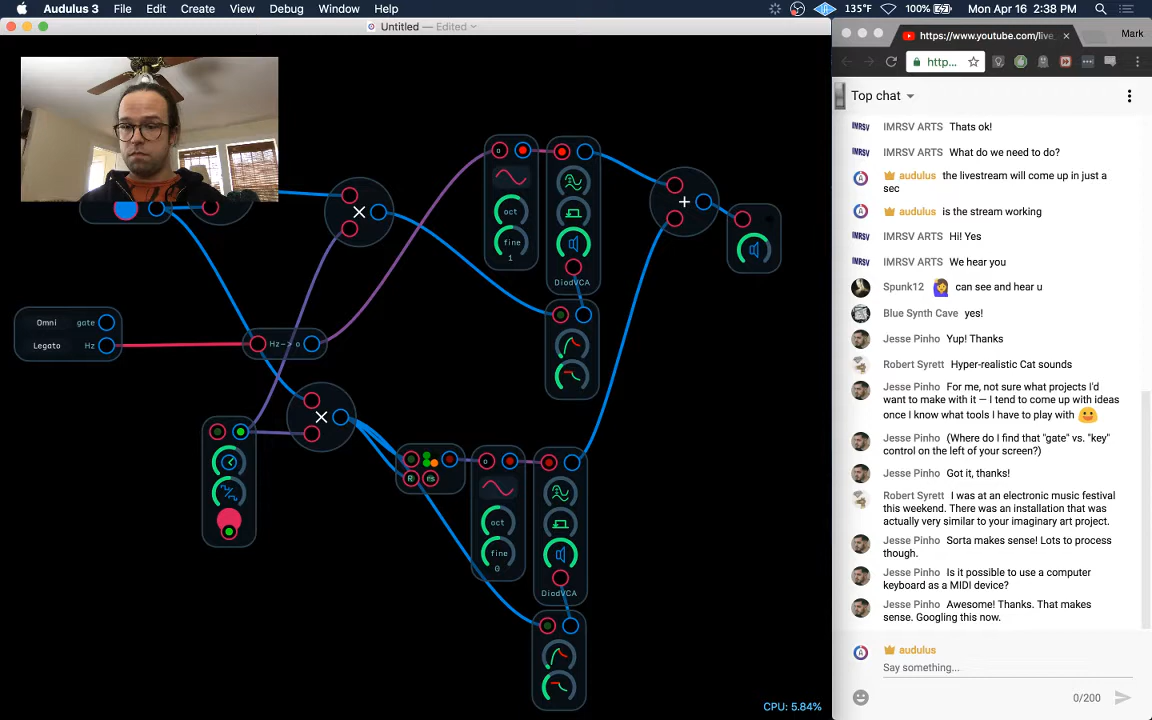 Audulus 3 File Edit Create View Debug Window Help 135°F 100% Mon Apr 16 2:38 PM
Untitled — Edited
https://www.youtube.com/live_ Mark
http...
Top chat
IMRSV ARTS Thats ok!
IMRSV ARTS What do we need to do?
audulus the livestream will come up in just a
sec
audulus is the stream working
IMRSV ARTS Hi! Yes
IMRSV ARTS We hear you
Spunk12 can see and hear u
Blue Synth Cave yes!
Jesse Pinho Yup! Thanks
Robert Syrett Hyper-realistic Cat sounds
Jesse Pinho For me, not sure what projects I'd
want to make with it — I tend to come up with ideas
once I know what tools I have to play with
Jesse Pinho (Where do I find that "gate" vs. "key"
control on the left of your screen?)
Jesse Pinho Got it, thanks!
Robert Syrett I was at an electronic music festival
this weekend. There was an installation that was
actually very similar to your imaginary art project.
Jesse Pinho Sorta makes sense! Lots to process
though.
Jesse Pinho Is it possible to use a computer
keyboard as a MIDI device?
Jesse Pinho Awesome! Thanks. That makes
sense. Googling this now.
audulus
Say something...
0/200
Omni gate
Legato Hz
Hz-> o
×
×
+
o
oct
fine
1
DiodVCA
R
o
oct
fine
0
DiodVCA
CPU: 5.84%